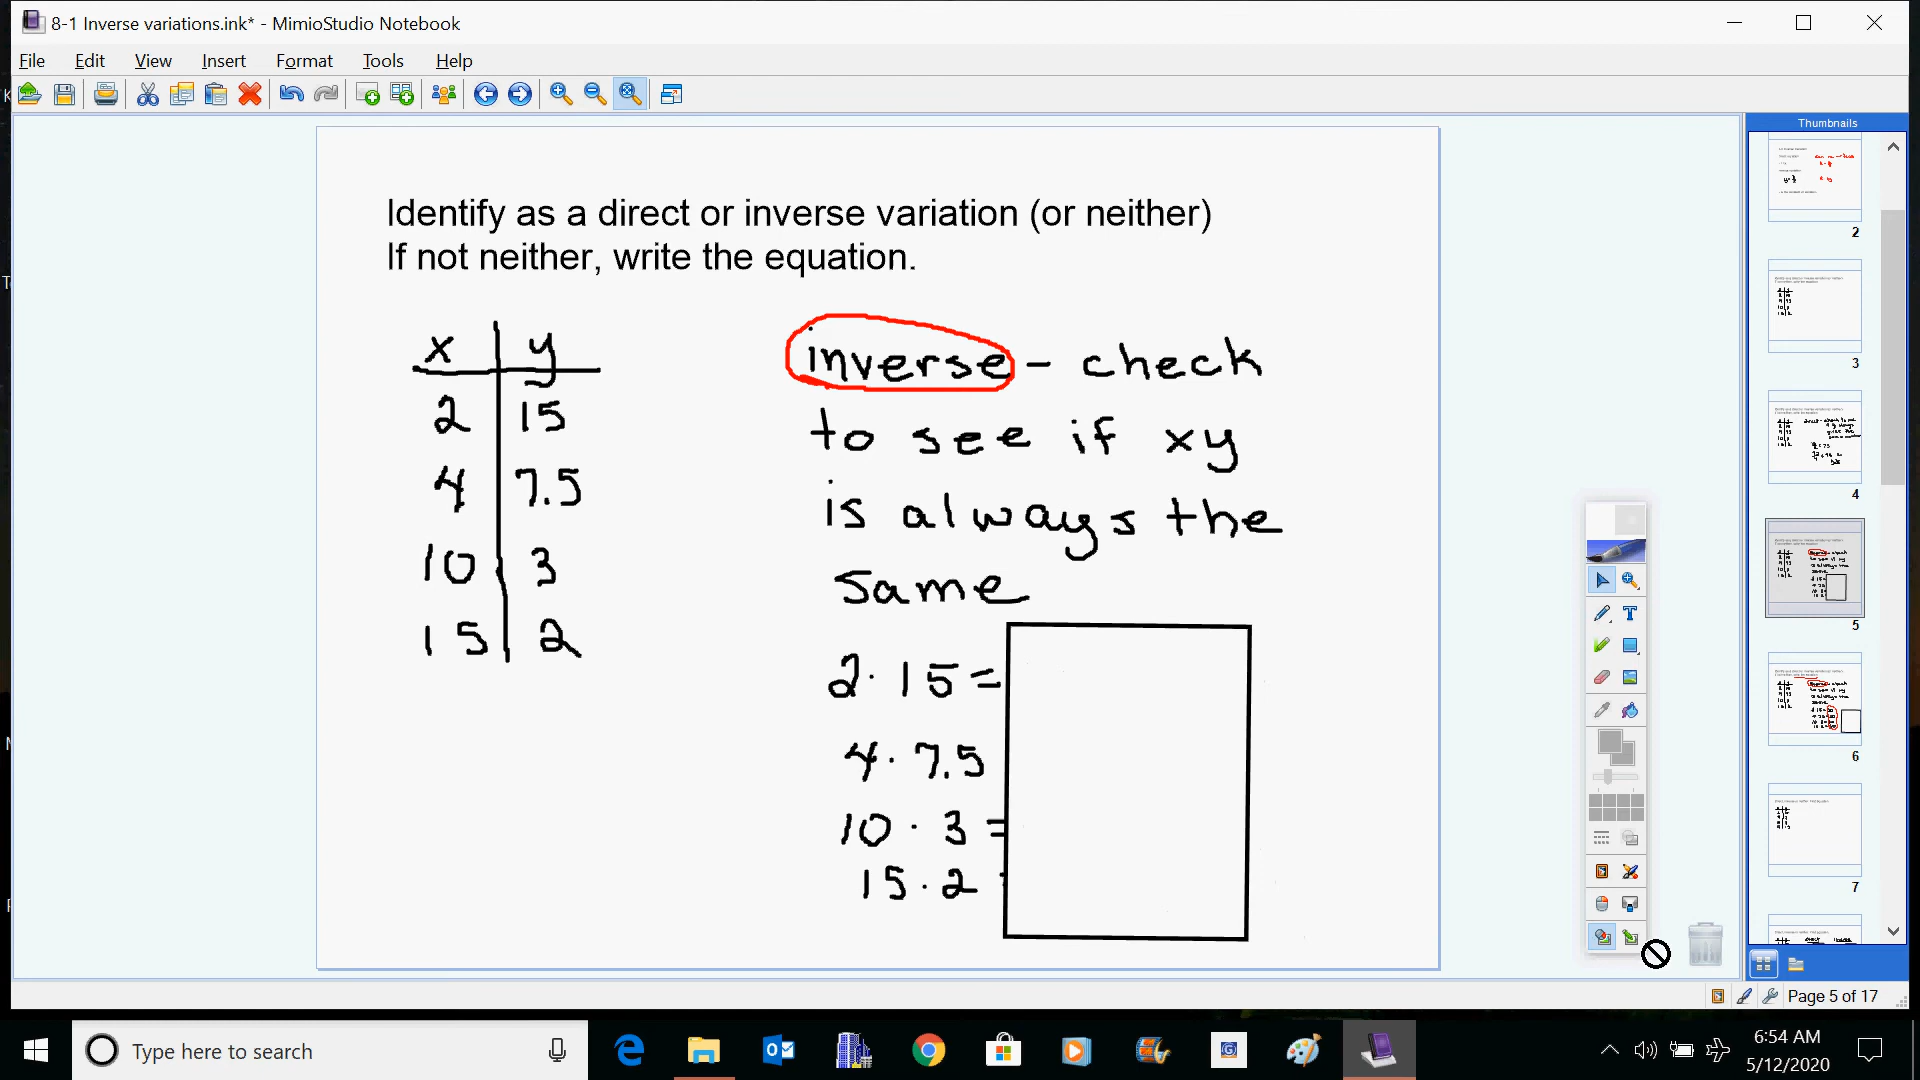 8-1 Inverse variations.ink* - MimioStudio Notebook
File Edit View Insert Format Tools Help
Thumbnails
Identify as a direct or inverse variation (or neither)
If not neither, write the equation.
x y
2 15
4 7.5
10 3
15 2
inverse - check
to see if xy
is always the
same
2 · 15 =
4 · 7.5
10 · 3 =
15 · 2
2
3
4
5
6
7
Page 5 of 17
Type here to search
6:54 AM
5/12/2020